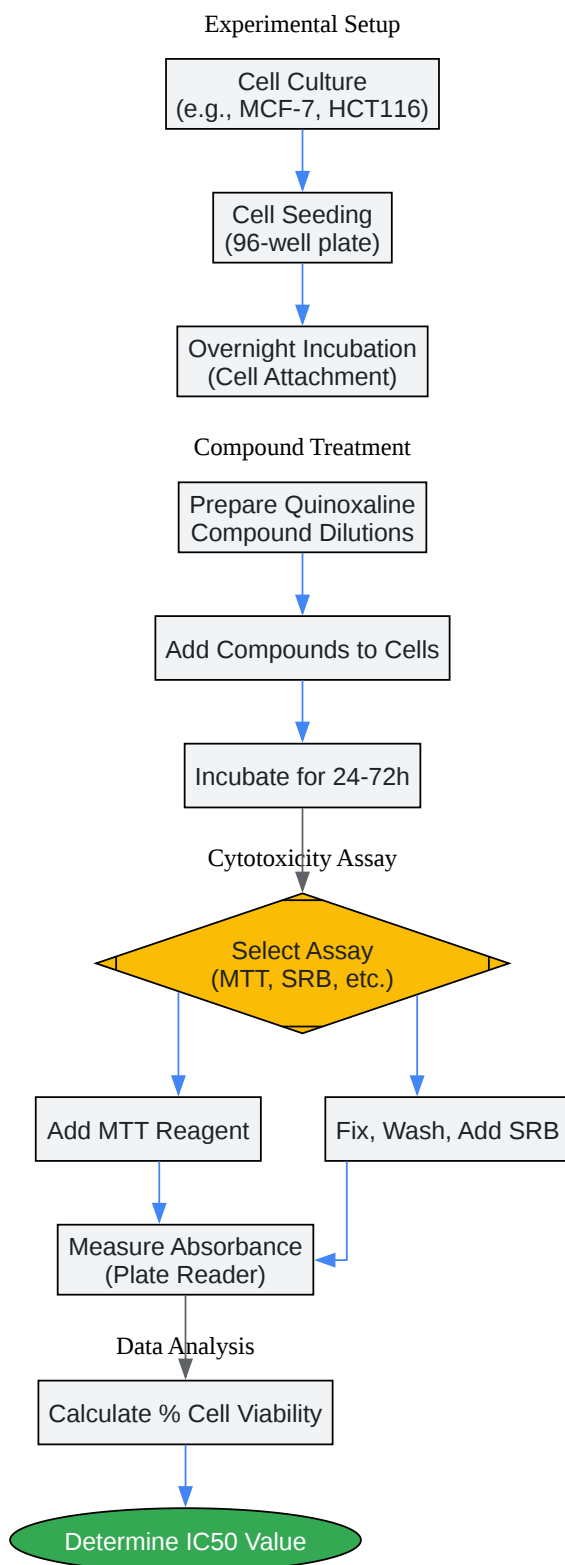 Experimental Setup
Cell Culture
(e.g., MCF-7, HCT116)
Cell Seeding
(96-well plate)
Overnight Incubation
(Cell Attachment)
Compound Treatment
Prepare Quinoxaline
Compound Dilutions
Add Compounds to Cells
Incubate for 24-72h
Cytotoxicity Assay
Select Assay
(MTT, SRB, etc.)
Add MTT Reagent
Fix, Wash, Add SRB
Measure Absorbance
(Plate Reader)
Data Analysis
Calculate % Cell Viability
Determine IC50 Value